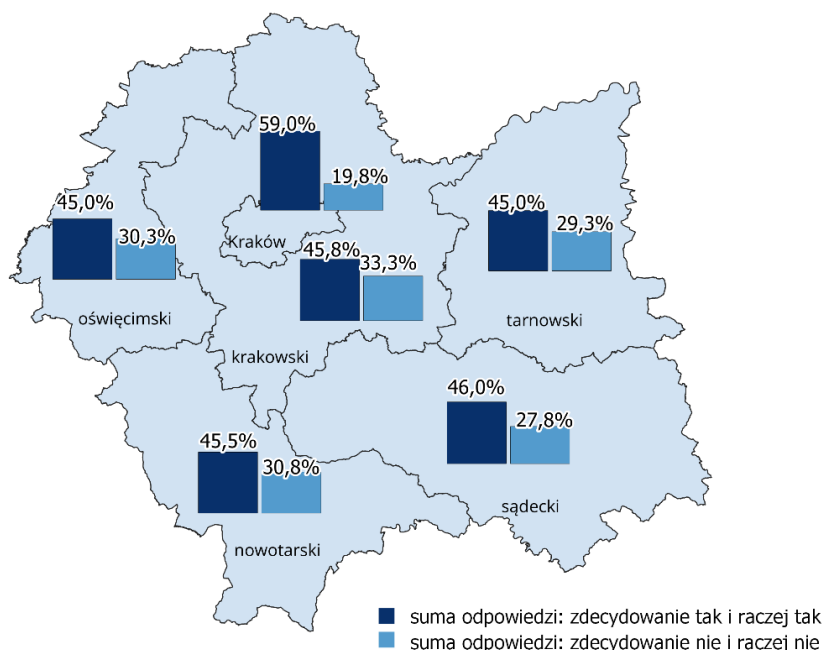 59,0%
19,8%
Kraków
45,0%
30,3%
oświęcimski
45,8%
33,3%
krakowski
45,0%
29,3%
tarnowski
46,0%
27,8%
sądecki
45,5%
30,8%
nowotarski
suma odpowiedzi: zdecydowanie tak i raczej tak
suma odpowiedzi: zdecydowanie nie i raczej nie